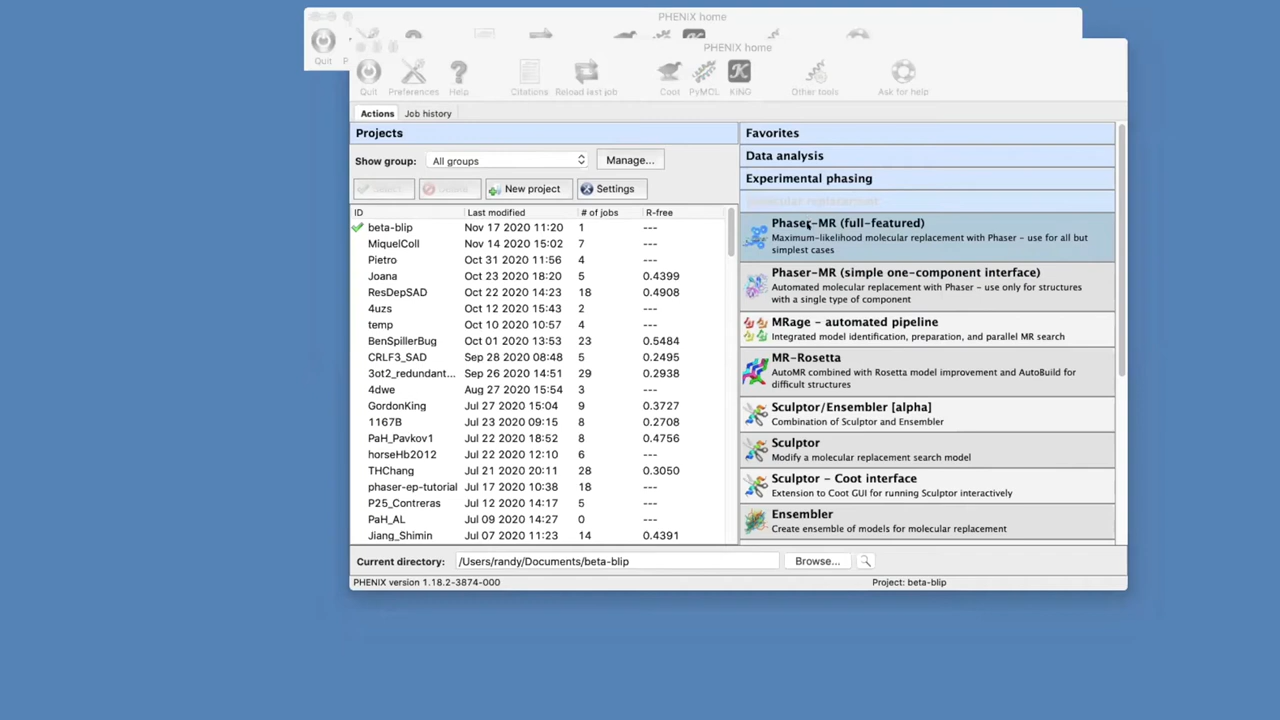 PHENIX home
PHENIX home
Quit
P
Quit
Preferences
Help
Citations
Reload last job
Coot
PyMOL
KING
Other tools
Ask for help
Actions
Job history
Projects
Show group:
All groups
Manage...
Select
Delete
New project
Settings
ID Last modified # of jobs R-free
beta-blip Nov 17 2020 11:20 1 ---
MiquelColl Nov 14 2020 15:02 7 ---
Pietro Oct 31 2020 11:56 4 ---
Joana Oct 23 2020 18:20 5 0.4399
ResDepSAD Oct 22 2020 14:23 18 0.4908
4uzs Oct 12 2020 15:43 2 ---
temp Oct 10 2020 10:57 4 ---
BenSpillerBug Oct 01 2020 13:53 23 0.5484
CRLF3_SAD Sep 28 2020 08:48 5 0.2495
3ot2_redundant... Sep 26 2020 14:51 29 0.2938
4dwe Aug 27 2020 15:54 3 ---
GordonKing Jul 27 2020 15:04 9 0.3727
1167B Jul 23 2020 09:15 8 0.2708
PaH_Pavkov1 Jul 22 2020 18:52 8 0.4756
horseHb2012 Jul 22 2020 12:10 6 ---
THChang Jul 21 2020 20:11 28 0.3050
phaser-ep-tutorial Jul 17 2020 10:38 18 ---
P25_Contreras Jul 12 2020 14:17 5 ---
PaH_AL Jul 09 2020 14:27 0 ---
Jiang_Shimin Jul 07 2020 11:23 14 0.4391
Favorites
Data analysis
Experimental phasing
Molecular replacement
Phaser-MR (full-featured)
Maximum-likelihood molecular replacement with Phaser - use for all but
simplest cases
Phaser-MR (simple one-component interface)
Automated molecular replacement with Phaser - use only for structures
with a single type of component
MRage - automated pipeline
Integrated model identification, preparation, and parallel MR search
MR-Rosetta
AutoMR combined with Rosetta model improvement and AutoBuild for
difficult structures
Sculptor/Ensembler [alpha]
Combination of Sculptor and Ensembler
Sculptor
Modify a molecular replacement search model
Sculptor - Coot interface
Extension to Coot GUI for running Sculptor interactively
Ensembler
Create ensemble of models for molecular replacement
Current directory:
/Users/randy/Documents/beta-blip
Browse...
PHENIX version 1.18.2-3874-000
Project: beta-blip